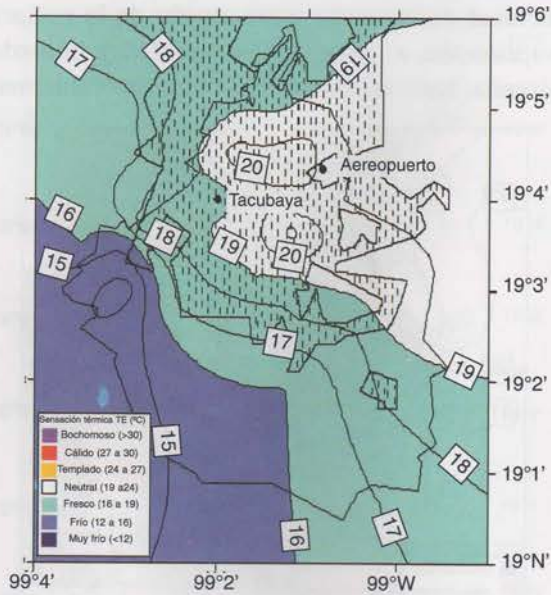 19°6'
19°5'
19°4'
19°3'
19°2'
19°1'
19°N'
99°4'
99°2'
99°W
17
18
19
20
Aereopuerto
Tacubaya
16
15
18
19
20
17
19
18
15
16
17
Sensación térmica TE (ºC)
Bochornoso (>30)
Cálido (27 a 30)
Templado (24 a 27)
Neutral (19 a24)
Fresco (16 a 19)
Frío (12 a 16)
Muy frío (<12)